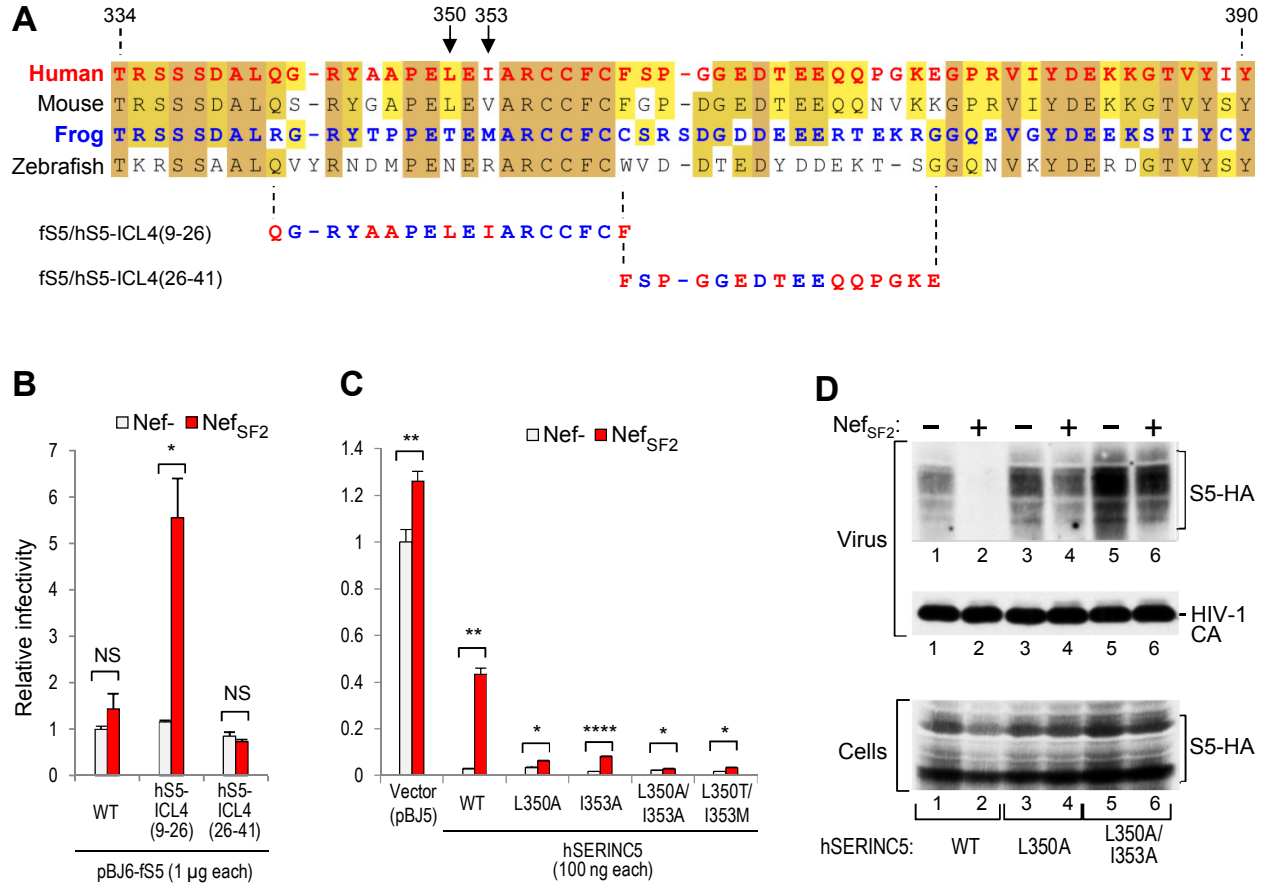 A
334 350 353 390
Human TRSSSDALQG-RYAAPELEIARCCFCFSP-GGEDTEEQQPGKEGPRVIYDEKKGTVYIY
Mouse TRSSSDALQS-RYGAPELEVARCCFCFGP-DGEDTEEQQNVKKGPRVIYDEKKGTVYSY
Frog TRSSSDALRG-RYTPPETEMARCCFCCSRSDGDDEEERTEKRGGQEVGYDEEKSTIYCY
Zebrafish TKRSSAALQVYRNDMPENERARCCFCWVD-DTEDYDDEKT-SGGQNVKYDERDGTVYSY
fS5/hS5-ICL4(9-26) QG-RYAAPELEIARCCFCF
fS5/hS5-ICL4(26-41) FSP-GGEDTEEQQPGKE
B
Nef- NefSF2
Relative infectivity
7
6
5
4
3
2
1
0
NS * NS
WT hS5-ICL4 (9-26) hS5-ICL4 (26-41)
pBJ6-fS5 (1 µg each)
C
Nef- NefSF2
1.4
1.2
1
0.8
0.6
0.4
0.2
0
** ** * **** * *
Vector (pBJ5) WT L350A I353A L350A/I353A L350T/I353M
hSERINC5
(100 ng each)
D
NefSF2: − + − + − +
Virus
S5-HA
1 2 3 4 5 6
HIV-1 CA
1 2 3 4 5 6
Cells
S5-HA
1 2 3 4 5 6
hSERINC5: WT L350A L350A/I353A